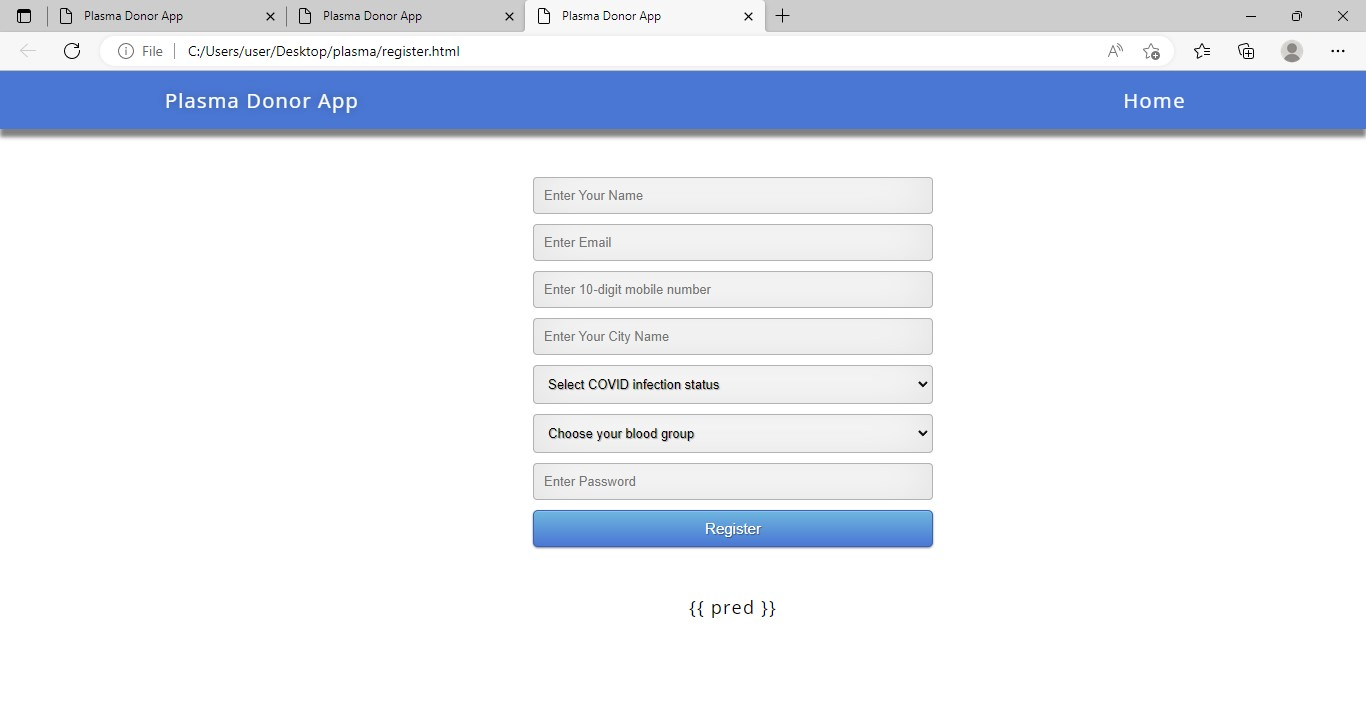 Plasma Donor App
Plasma Donor App
Plasma Donor App
File
C:/Users/user/Desktop/plasma/register.html
Plasma Donor App
Home
Enter Your Name
Enter Email
Enter 10-digit mobile number
Enter Your City Name
Select COVID infection status
Choose your blood group
Enter Password
Register
{{ pred }}